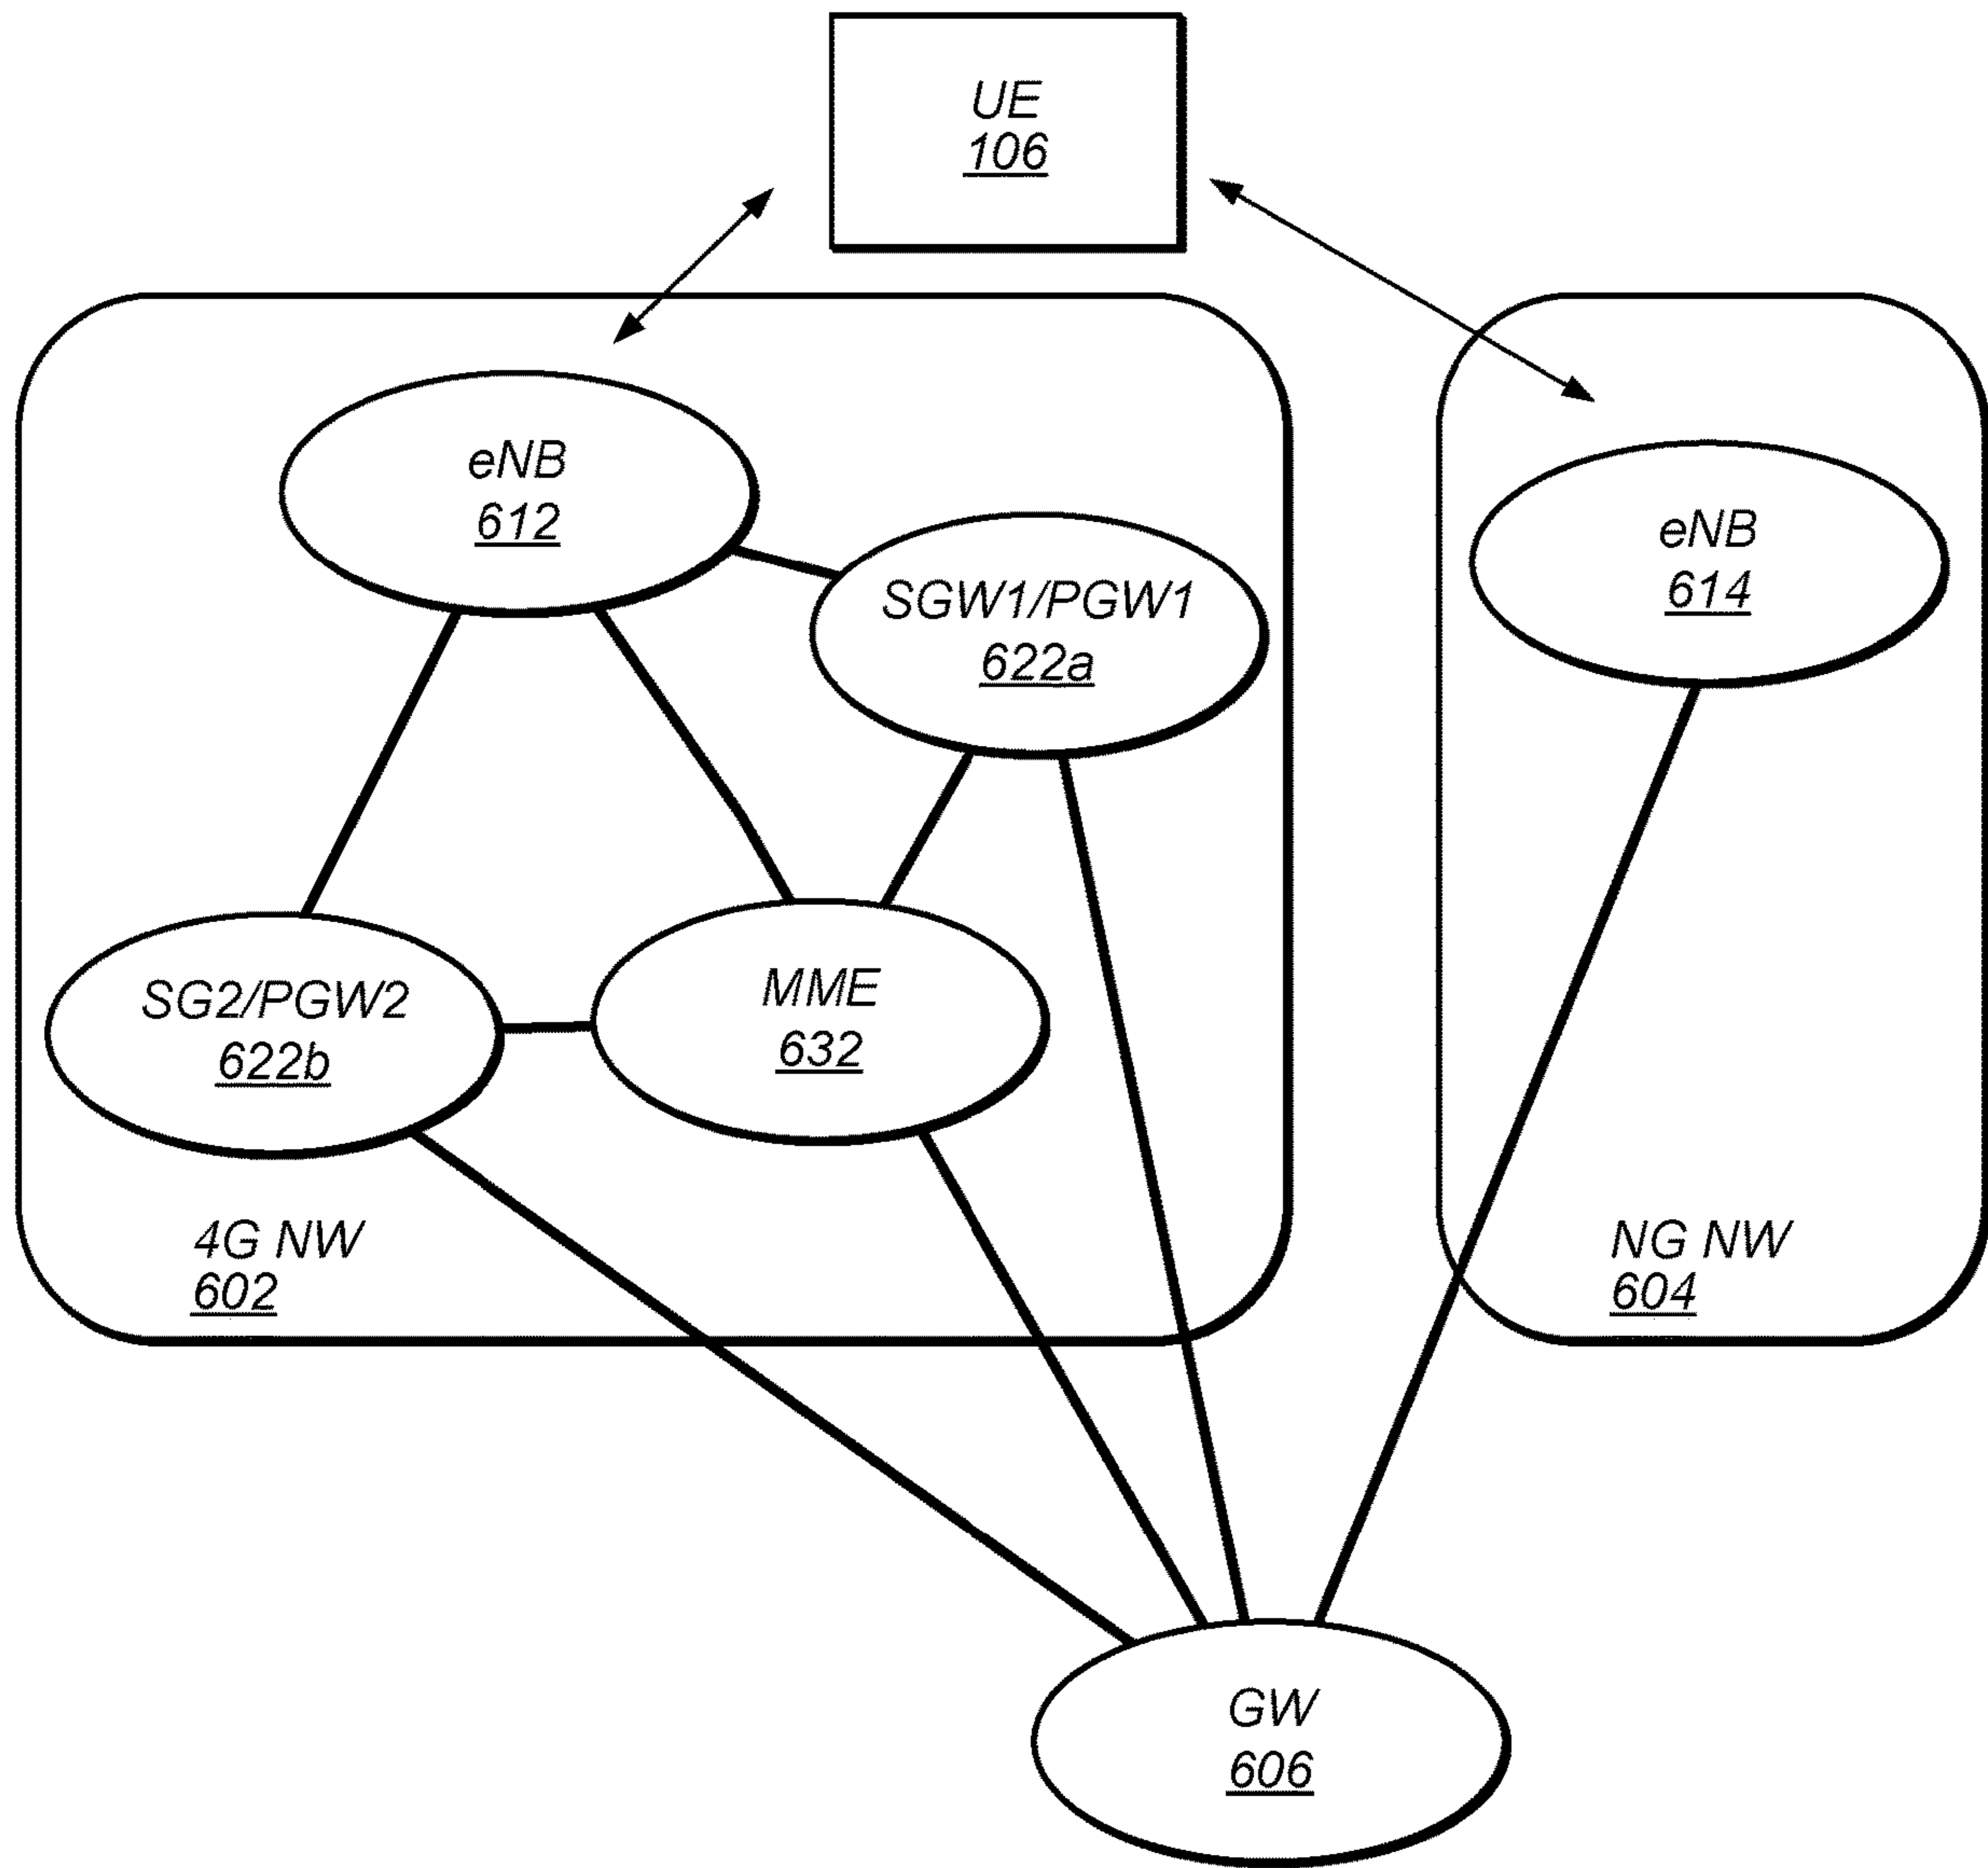 UE
106
eNB
612
SGW1/PGW1
622a
eNB
614
SG2/PGW2
622b
MME
632
4G NW
602
NG NW
604
GW
606